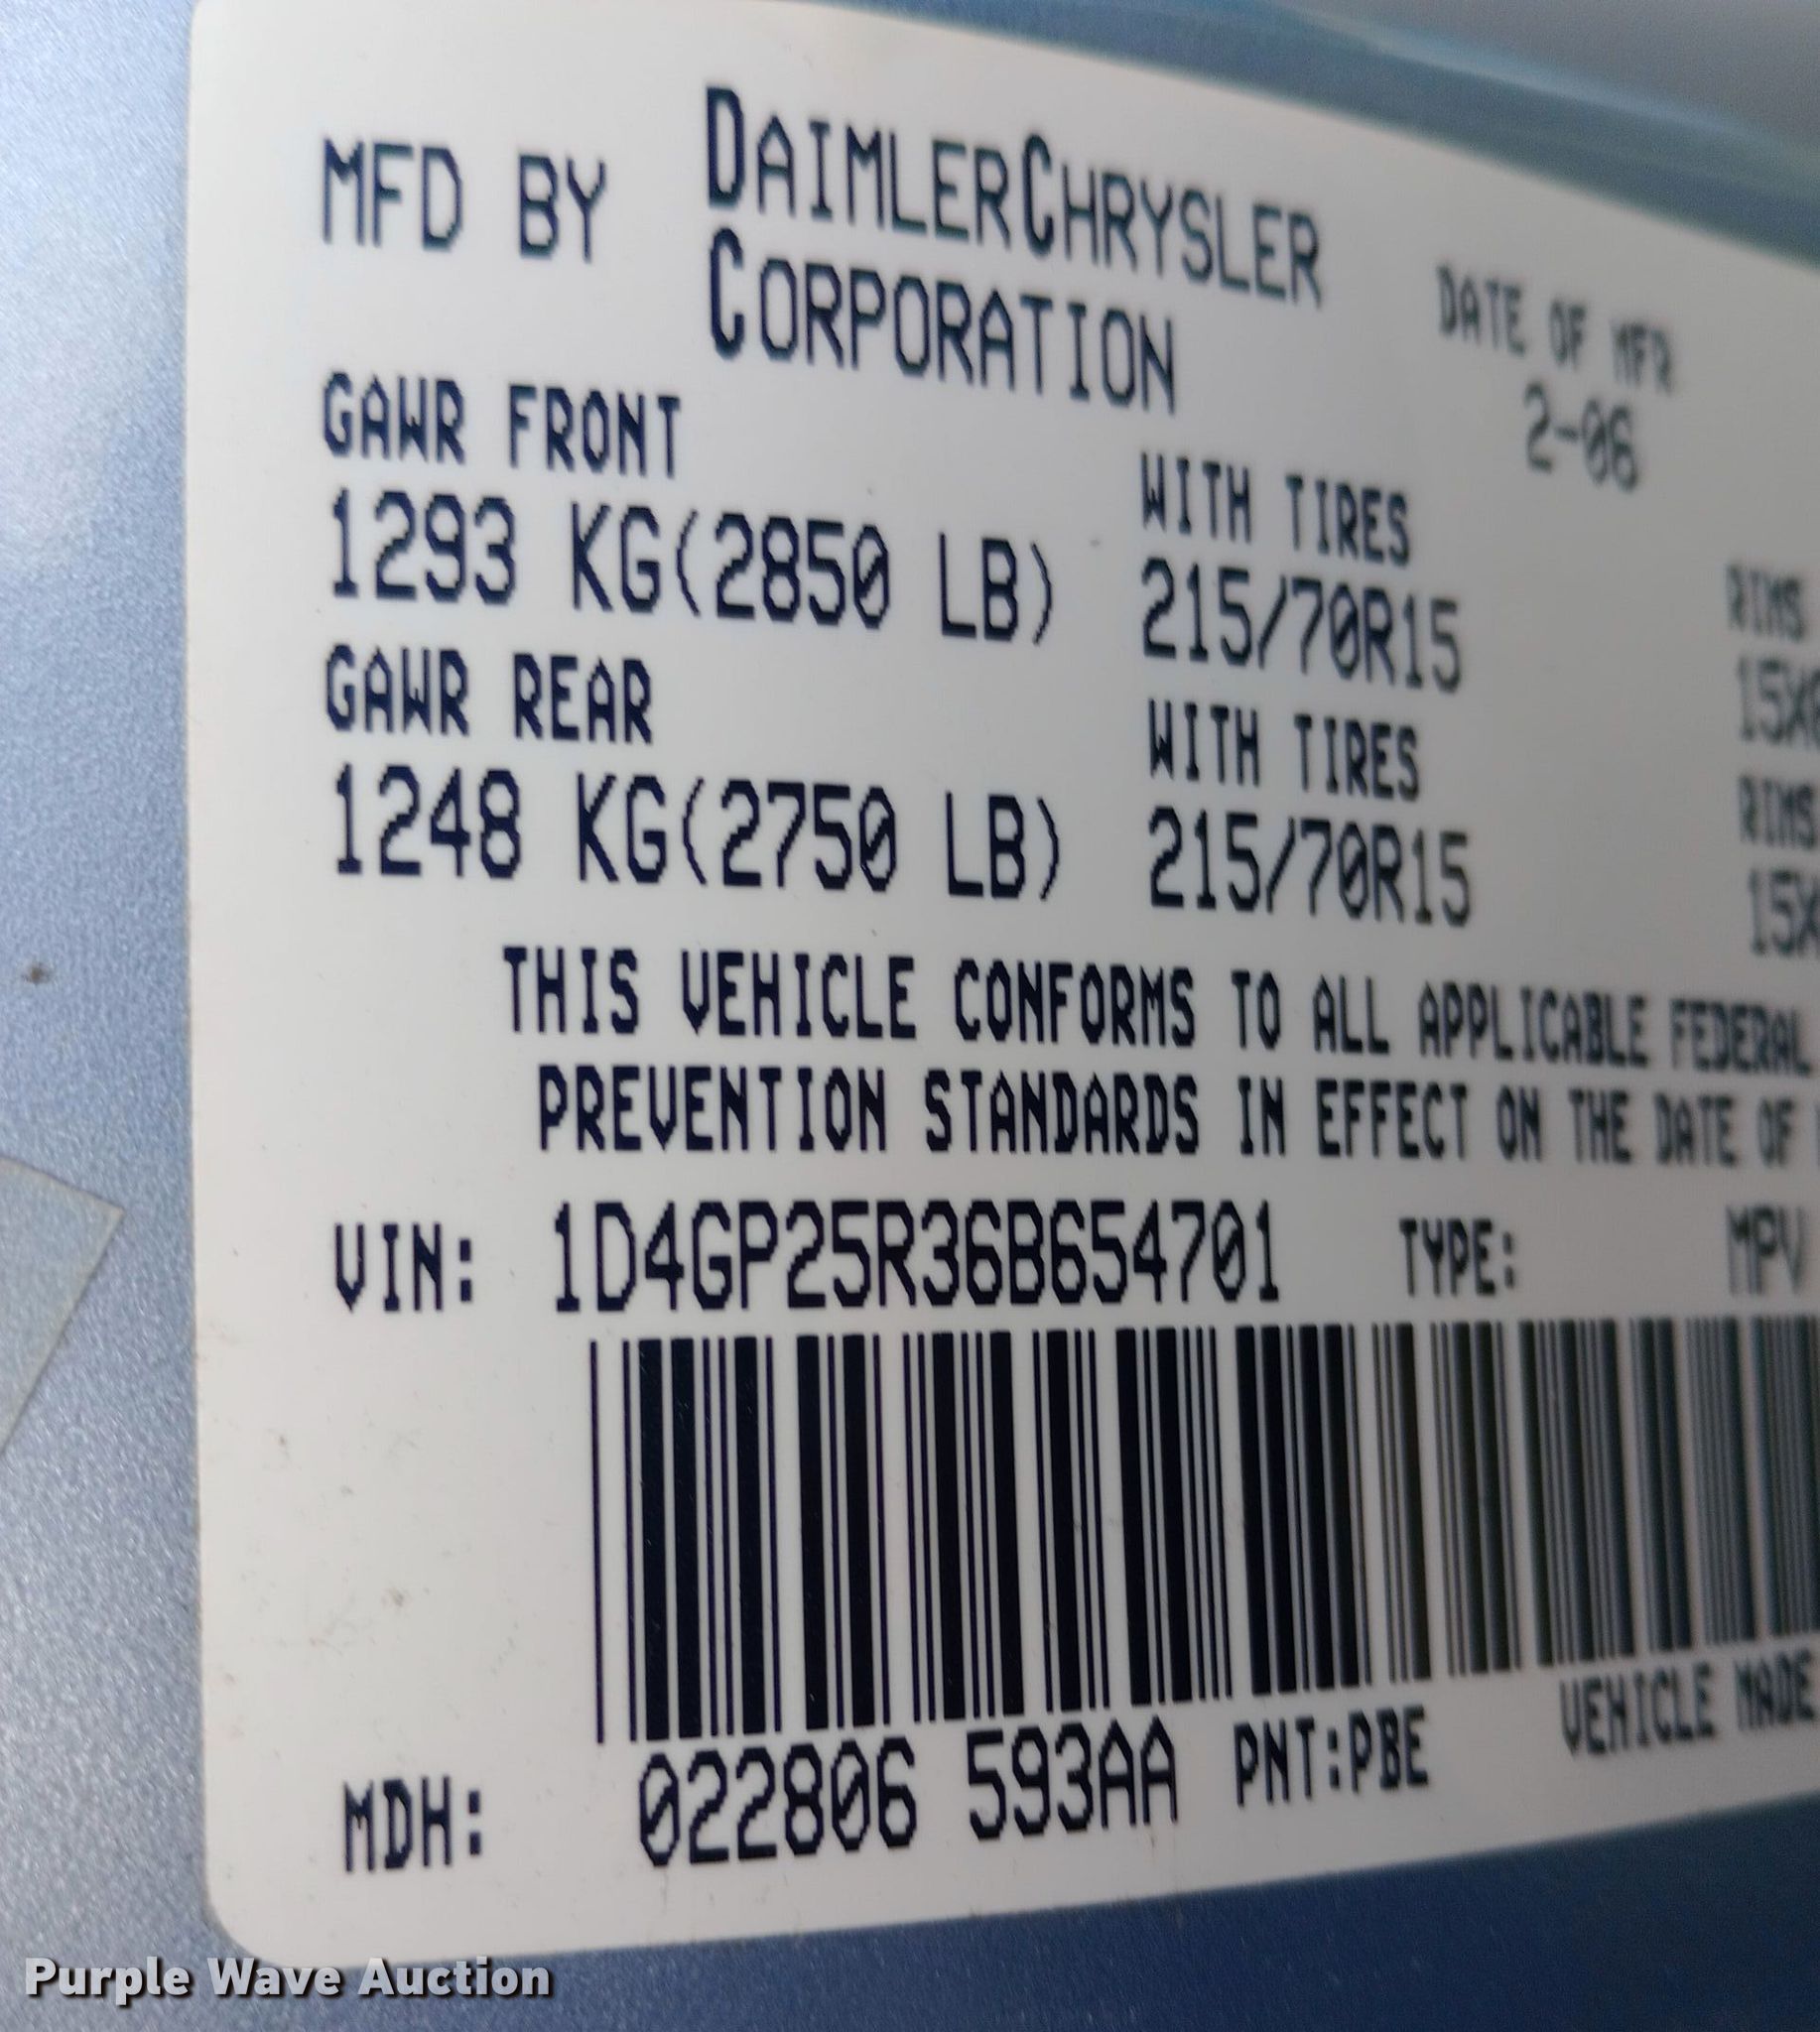 MFD BY DAIMLERCHRYSLER
CORPORATION
DATE OF MFR
2-06
GAWR FRONT WITH TIRES RIMS
1293 KG(2850 LB) 215/70R15
GAWR REAR WITH TIRES RIMS
1248 KG(2750 LB) 215/70R15
THIS VEHICLE CONFORMS TO ALL APPLICABLE FEDERAL
PREVENTION STANDARDS IN EFFECT ON THE DATE OF
VIN: 1D4GP25R36B654701 TYPE: MPV
MDH: 022806 593AA PNT:PBE VEHICLE MADE
Purple Wave Auction